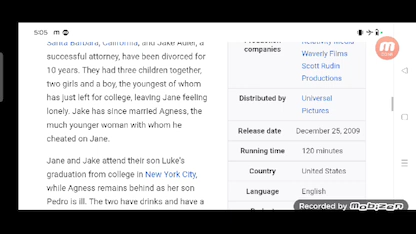 5:05
Santa Barbara, California, and Jake Adler, a
successful attorney, have been divorced for
10 years. They had three children together,
two girls and a boy, the youngest of whom
has just left for college, leaving Jane feeling
lonely. Jake has since married Agness, the
much younger woman with whom he
cheated on Jane.
Jane and Jake attend their son Luke's
graduation from college in New York City,
while Agness remains behind as her son
Pedro is ill. The two have drinks and have a
Production
companies
Relativity Media
Waverly Films
Scott Rudin
Productions
Distributed by
Universal
Pictures
Release date
December 25, 2009
Running time
120 minutes
Country
United States
Language
English
Recorded by Mobizen